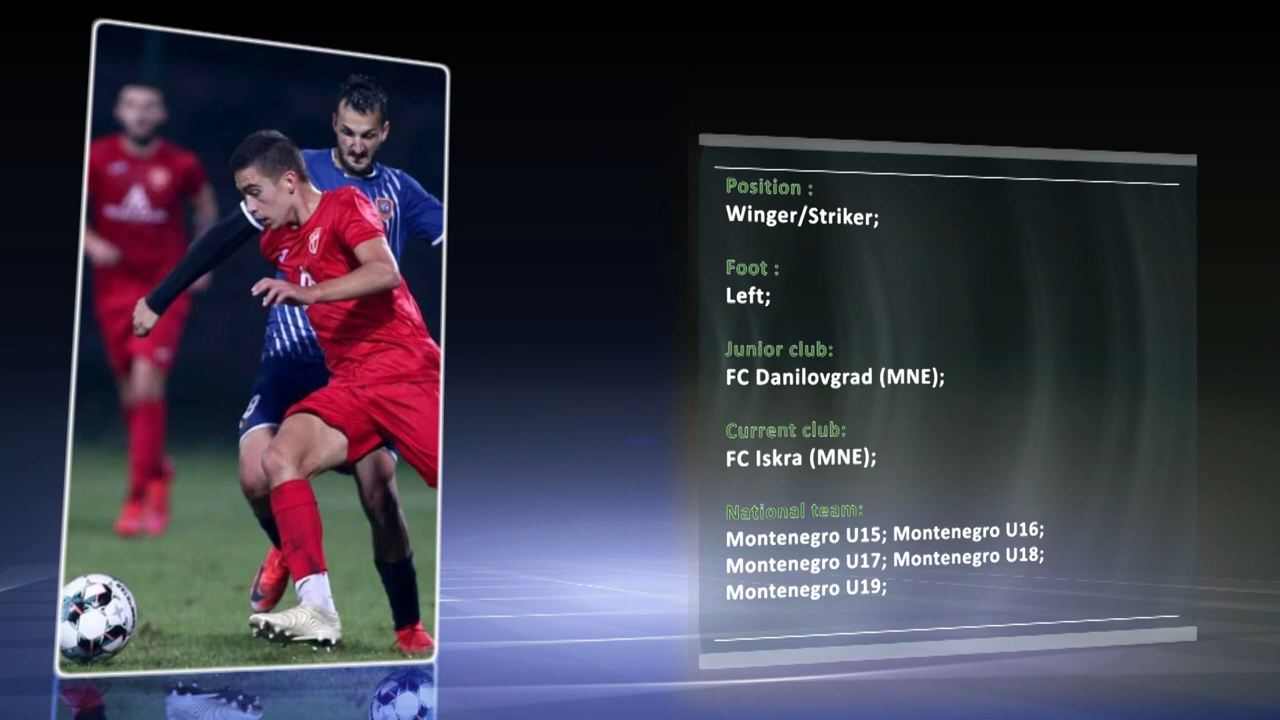 Position :
Winger/Striker;
Foot :
Left;
Junior club:
FC Danilovgrad (MNE);
Current club:
FC Iskra (MNE);
National team:
Montenegro U15; Montenegro U16;
Montenegro U17; Montenegro U18;
Montenegro U19;